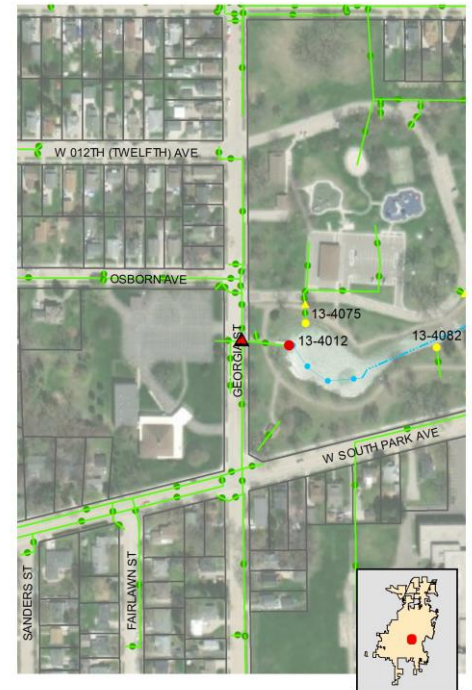 W 012TH (TWELFTH) AVE
OSBORN AVE
GEORGIA ST
13-4075
13-4012
13-4082
W SOUTH PARK AVE
SANDERS ST
FAIRLAWN ST